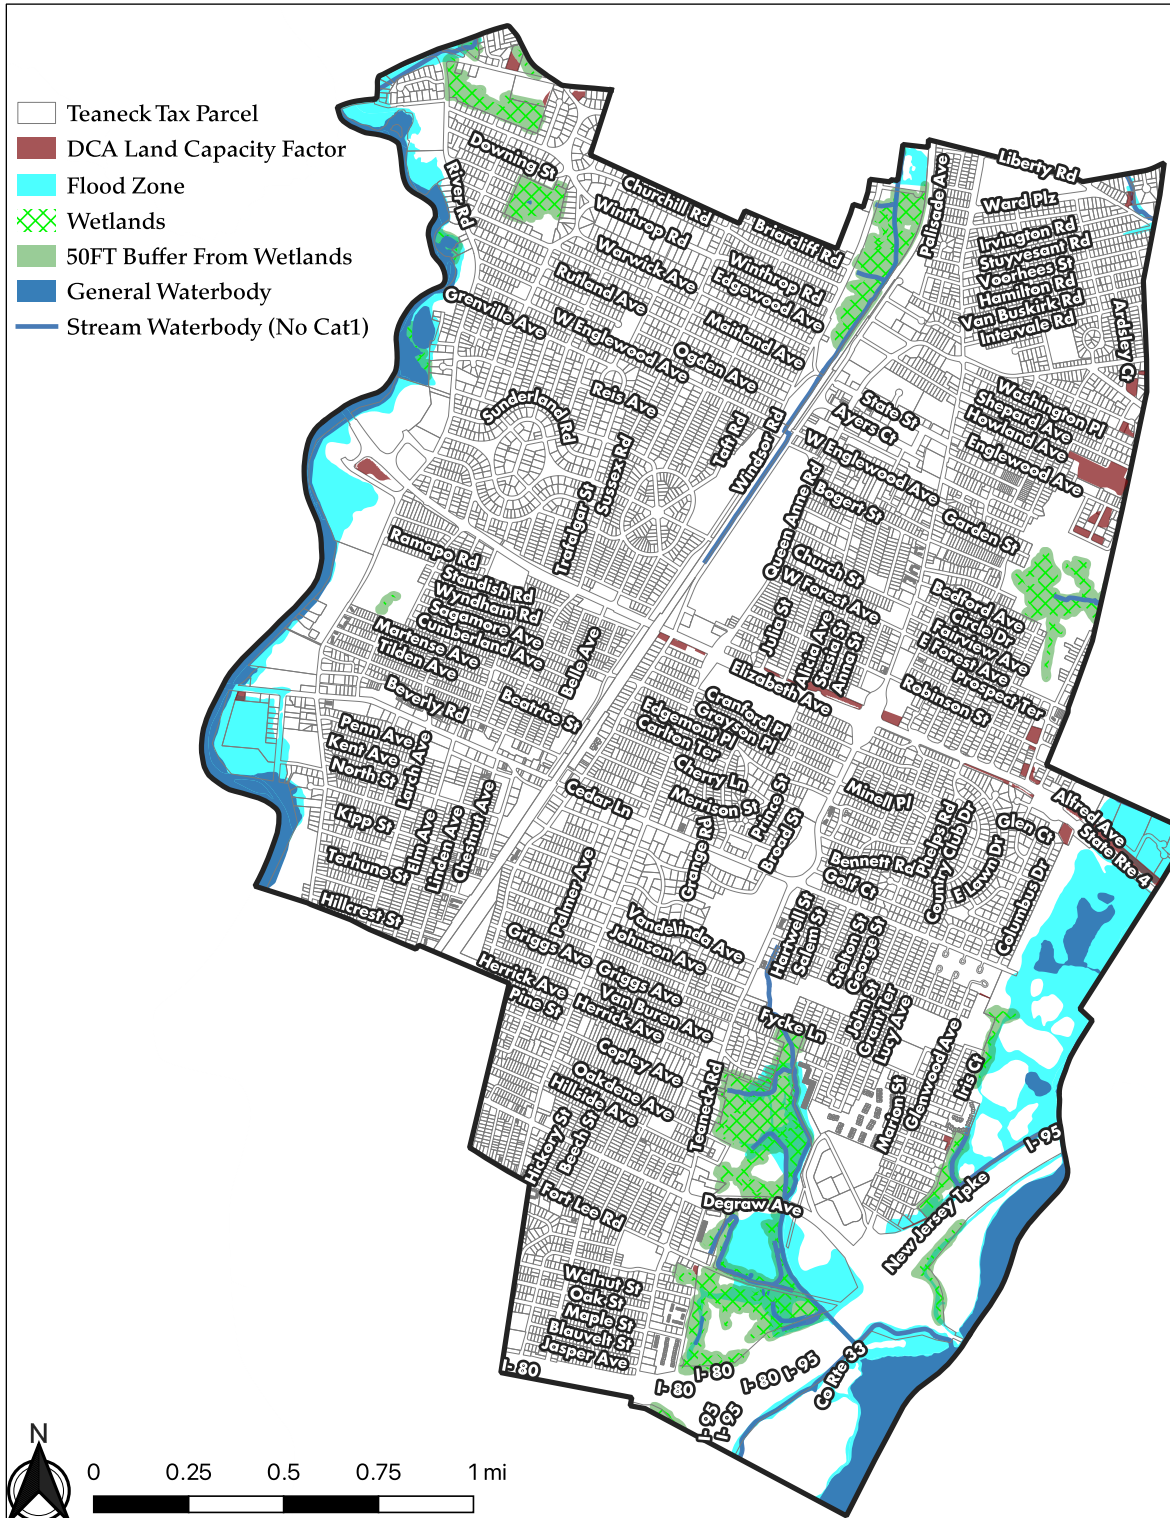 Teaneck Tax Parcel
DCA Land Capacity Factor
Flood Zone
Wetlands
50FT Buffer From Wetlands
General Waterbody
Stream Waterbody (No Cat1)
Downing St
River Rd
Churchill Rd
Winthrop Rd
Briarcliff Rd
Palisade Ave
Liberty Rd
Ward Plz
Irvington Rd
Stuyvesant Rd
Voorhees St
Hamilton Rd
Van Buskirk Rd
Intervale Rd
Ardsley Ct
Warwick Ave
Winthrop Rd
Edgewood Ave
Rutland Ave
Grenville Ave
W Englewood Ave
Maitland Ave
Ogden Ave
Reis Ave
Sunderland Rd
Sussex Rd
Trafalgar St
Taft Rd
Windsor Rd
State St
Ayers Ct
W Englewood Ave
Washington Pl
Shepard Ave
Howland Ave
Englewood Ave
Queen Anne Rd
Bogert St
Garden St
Church St
W Forest Ave
Ramapo Rd
Standish Rd
Wyndham Rd
Sagamore Ave
Cumberland Ave
Martense Ave
Tilden Ave
Beverly Rd
Belle Ave
Beatrice St
Julian St
Alicia Ave
Stasia St
Anna St
Elizabeth Ave
Bedford Ave
Circle Dr
Fairview Ave
E Forest Ave
Prospect Ter
Robinson St
Cranford Pl
Grayson Pl
Edgemont Pl
Carlton Ter
Cherry Ln
Merrison St
Prince St
Broad St
Grange Rd
Penn Ave
Kent Ave
North St
Larch Ave
Kipp St
Terhune St
Elm Ave
Linden Ave
Chestnut Ave
Hillcrest St
Cedar Ln
Palmer Ave
Minell Pl
Phelps Rd
Country Club Dr
Glen Ct
E Lawn Dr
Bennett Rd
Golf Ct
Columbus Dr
Alfred Ave
State Rte 4
Vandelinda Ave
Johnson Ave
Hartwell St
Salem St
Stelton St
George St
Griggs Ave
Griggs Ave
Herrick Ave
Pine St
Van Buren Ave
Herrick Ave
Fycke Ln
John St
Grant Ter
Lucy Ave
Copley Ave
Oakdene Ave
Hillside Ave
Teaneck Rd
Marion St
Glenwood Ave
Iris Ct
Hickory St
Beech St
Fort Lee Rd
Degraw Ave
I- 95
New Jersey Tpke
Walnut St
Oak St
Maple St
Blauvelt St
Jasper Ave
I- 80
I- 80
I- 80
I- 80
I- 95
Co Rte 33
I- 95
I- 95
N
0 0.25 0.5 0.75 1 mi